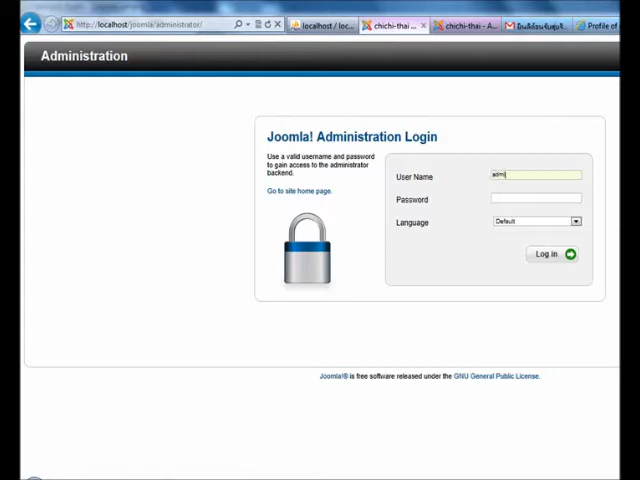 http://localhost/joomla/administrator/
localhost / loc...
chichi-thai ...
chichi-thai - A...
Profile of
Administration
Joomla! Administration Login
Use a valid username and password
to gain access to the administrator
backend.
Go to site home page.
User Name
admi
Password
Language
Default
Log in
Joomla!® is free software released under the GNU General Public License.